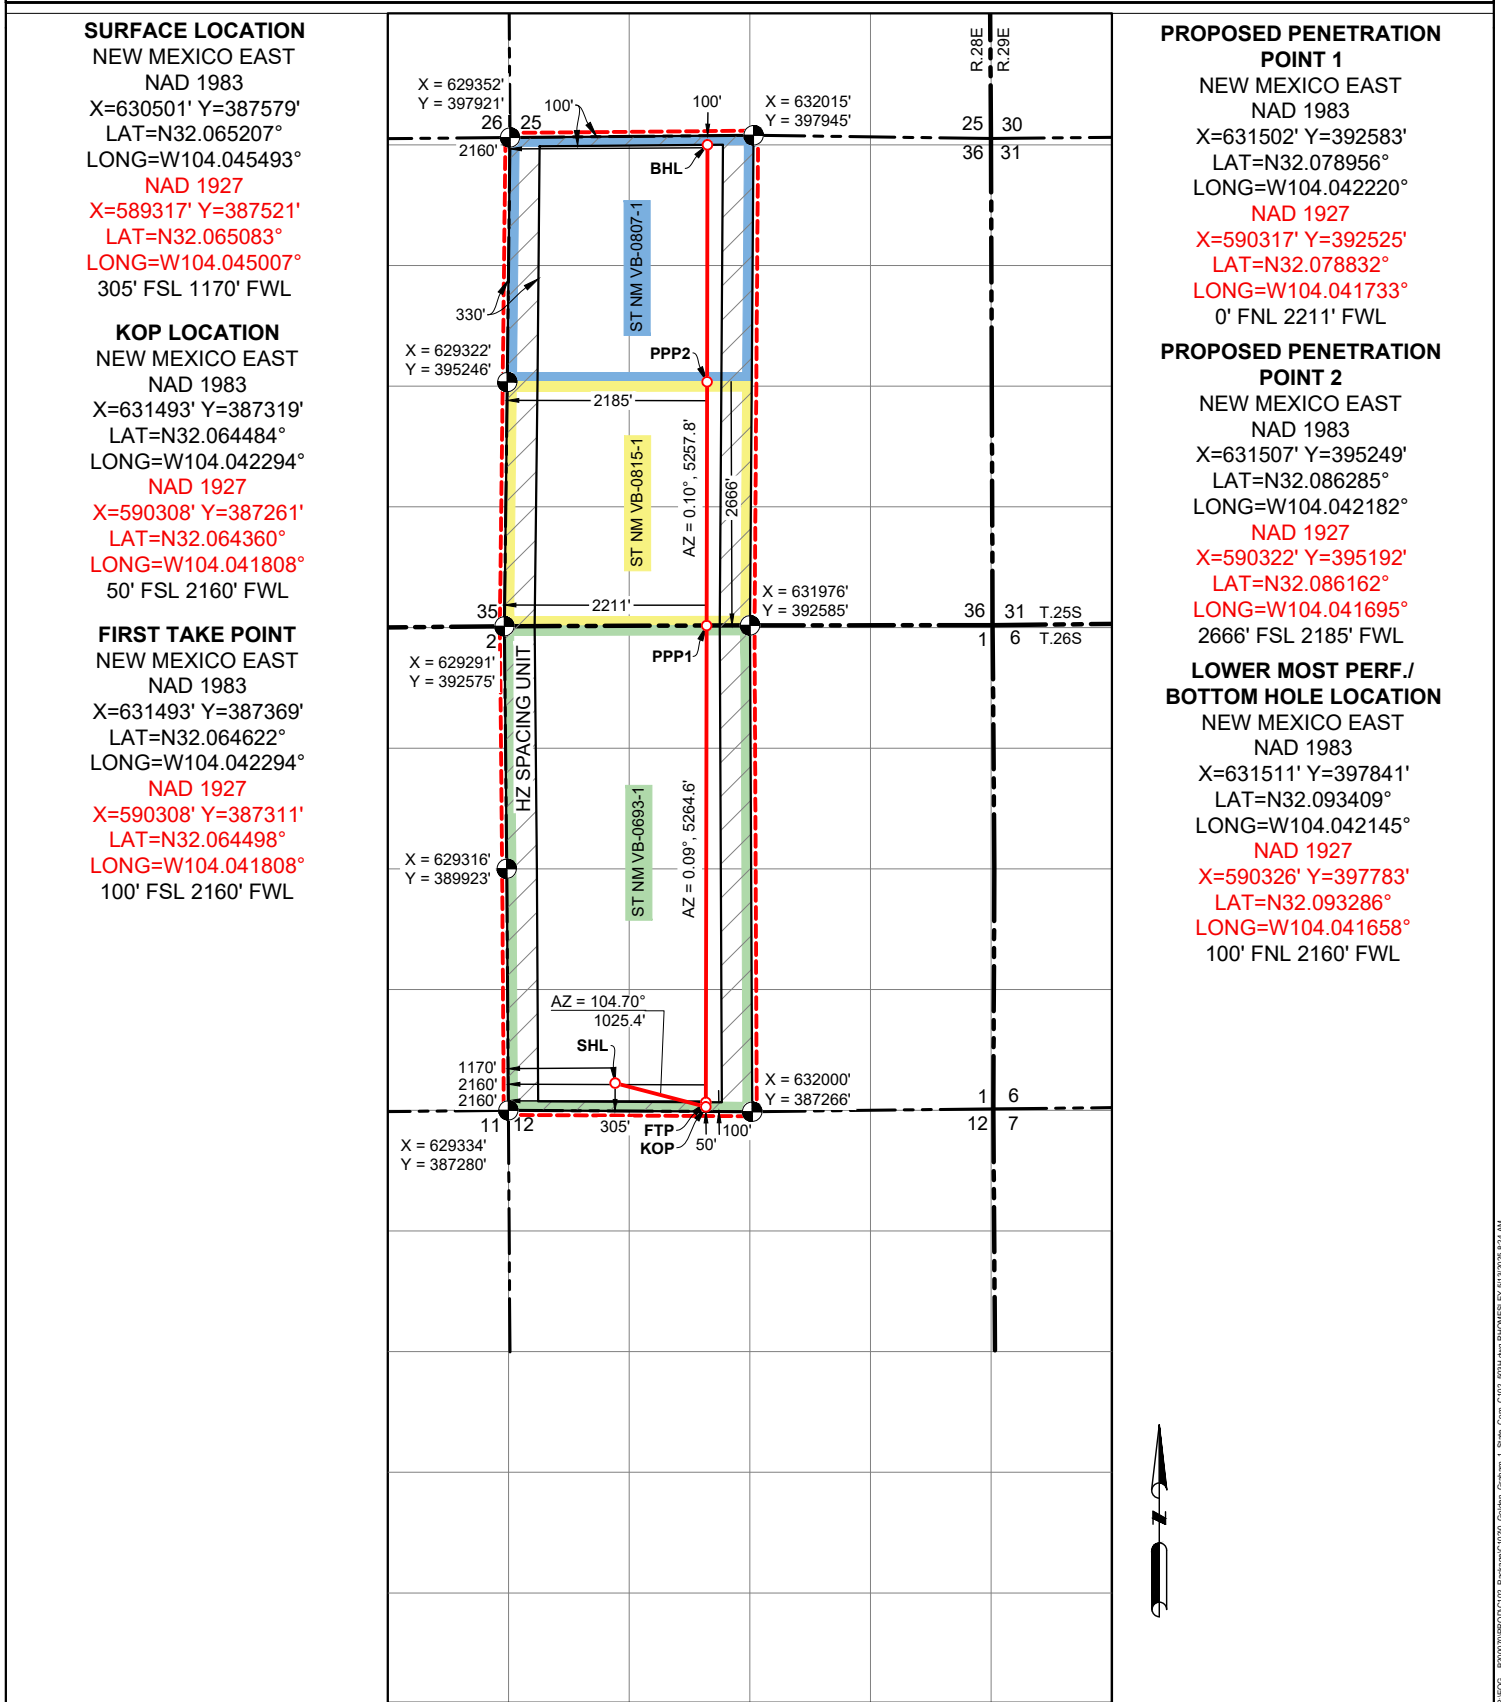 SURFACE LOCATION
NEW MEXICO EAST
NAD 1983
X=630501' Y=387579'
LAT=N32.065207°
LONG=W104.045493°
NAD 1927
X=589317' Y=387521'
LAT=N32.065083°
LONG=W104.045007°
305' FSL 1170' FWL
KOP LOCATION
NEW MEXICO EAST
NAD 1983
X=631493' Y=387319'
LAT=N32.064484°
LONG=W104.042294°
NAD 1927
X=590308' Y=387261'
LAT=N32.064360°
LONG=W104.041808°
50' FSL 2160' FWL
FIRST TAKE POINT
NEW MEXICO EAST
NAD 1983
X=631493' Y=387369'
LAT=N32.064622°
LONG=W104.042294°
NAD 1927
X=590308' Y=387311'
LAT=N32.064498°
LONG=W104.041808°
100' FSL 2160' FWL
R.28E
R.29E
X = 629352'
Y = 397921'
100'
100'
X = 632015'
Y = 397945'
26 25
25 30
36 31
2160'
BHL
ST NM VB-0807-1
330'
X = 629322'
Y = 395246'
PPP2
2185'
ST NM VB-0815-1
AZ = 0.10°, 5257.8'
2666'
2211'
X = 631976'
Y = 392585'
35
2
36 31 T.25S
1 6 T.26S
PPP1
X = 629291'
Y = 392575'
HZ SPACING UNIT
ST NM VB-0693-1
AZ = 0.09°, 5264.6'
X = 629316'
Y = 389923'
AZ = 104.70°
1025.4'
SHL
1170'
2160'
2160'
X = 632000'
Y = 387266'
1 6
12 7
11 12
305'
FTP
KOP
50'
100'
X = 629334'
Y = 387280'
PROPOSED PENETRATION
POINT 1
NEW MEXICO EAST
NAD 1983
X=631502' Y=392583'
LAT=N32.078956°
LONG=W104.042220°
NAD 1927
X=590317' Y=392525'
LAT=N32.078832°
LONG=W104.041733°
0' FNL 2211' FWL
PROPOSED PENETRATION
POINT 2
NEW MEXICO EAST
NAD 1983
X=631507' Y=395249'
LAT=N32.086285°
LONG=W104.042182°
NAD 1927
X=590322' Y=395192'
LAT=N32.086162°
LONG=W104.041695°
2666' FSL 2185' FWL
LOWER MOST PERF./
BOTTOM HOLE LOCATION
NEW MEXICO EAST
NAD 1983
X=631511' Y=397841'
LAT=N32.093409°
LONG=W104.042145°
NAD 1927
X=590326' Y=397783'
LAT=N32.093286°
LONG=W104.041658°
100' FNL 2160' FWL
N